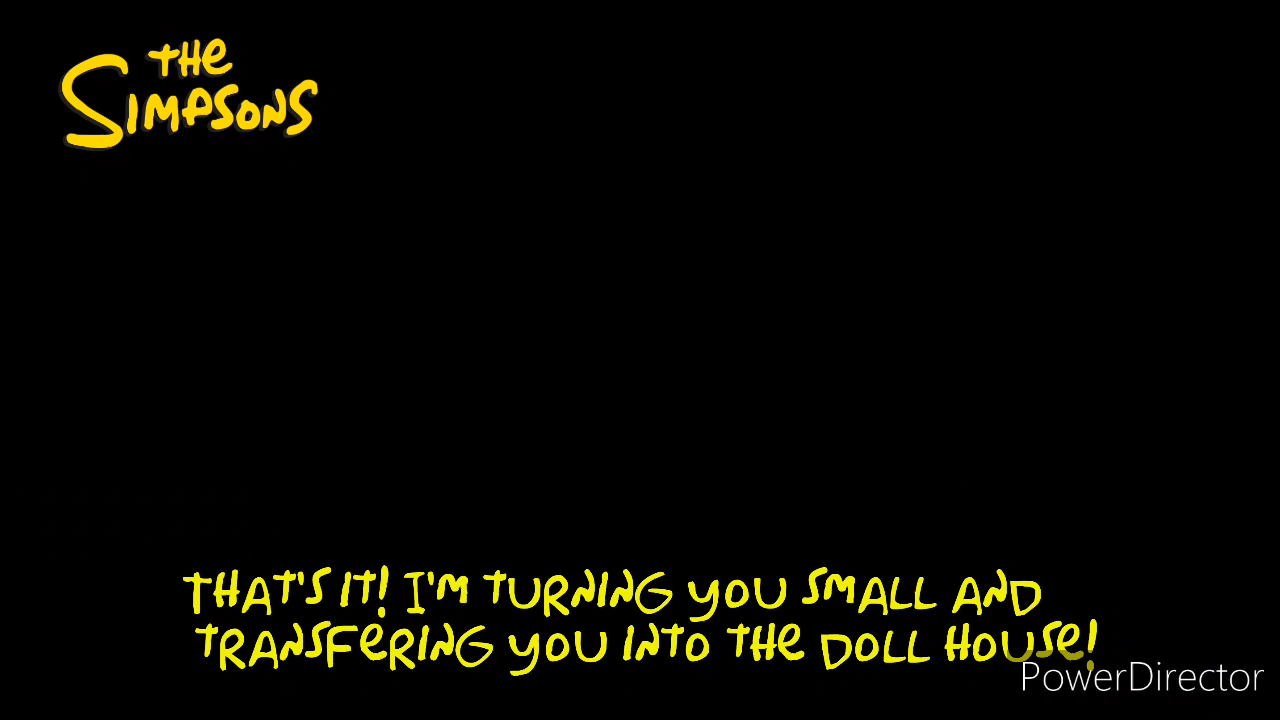 THE
SIMPSONS
THAT'S IT! I'M TURNING YOU SMALL AND
TRANSFERING YOU INTO THE DOLL HOUSE!
PowerDirector